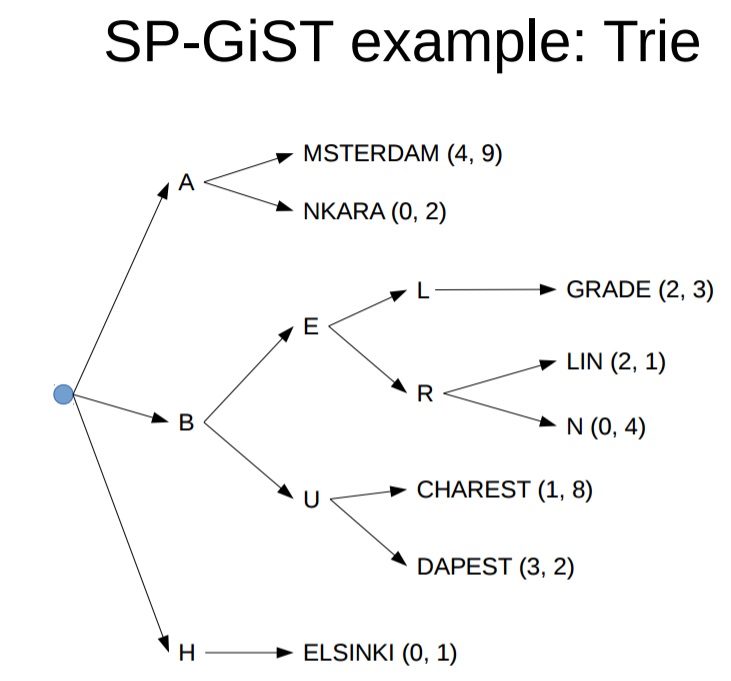 SP-GiST example: Trie
MSTERDAM (4, 9)
A
NKARA (0, 2)
L
GRADE (2, 3)
E
LIN (2, 1)
R
N (0, 4)
B
CHAREST (1, 8)
U
DAPEST (3, 2)
H
ELSINKI (0, 1)